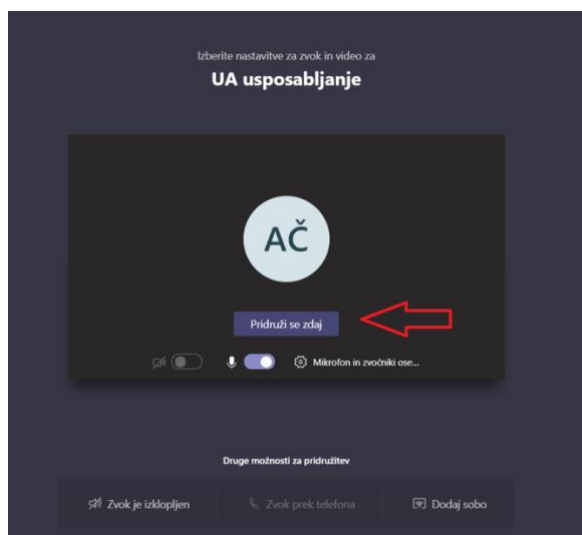 Izberite nastavitve za zvok in video za
UA usposabljanje
AČ
Pridruži se zdaj
Mikrofon in zvočniki ose...
Druge možnosti za pridružitev
Zvok je izklopljen
Zvok prek telefona
Dodaj sobo